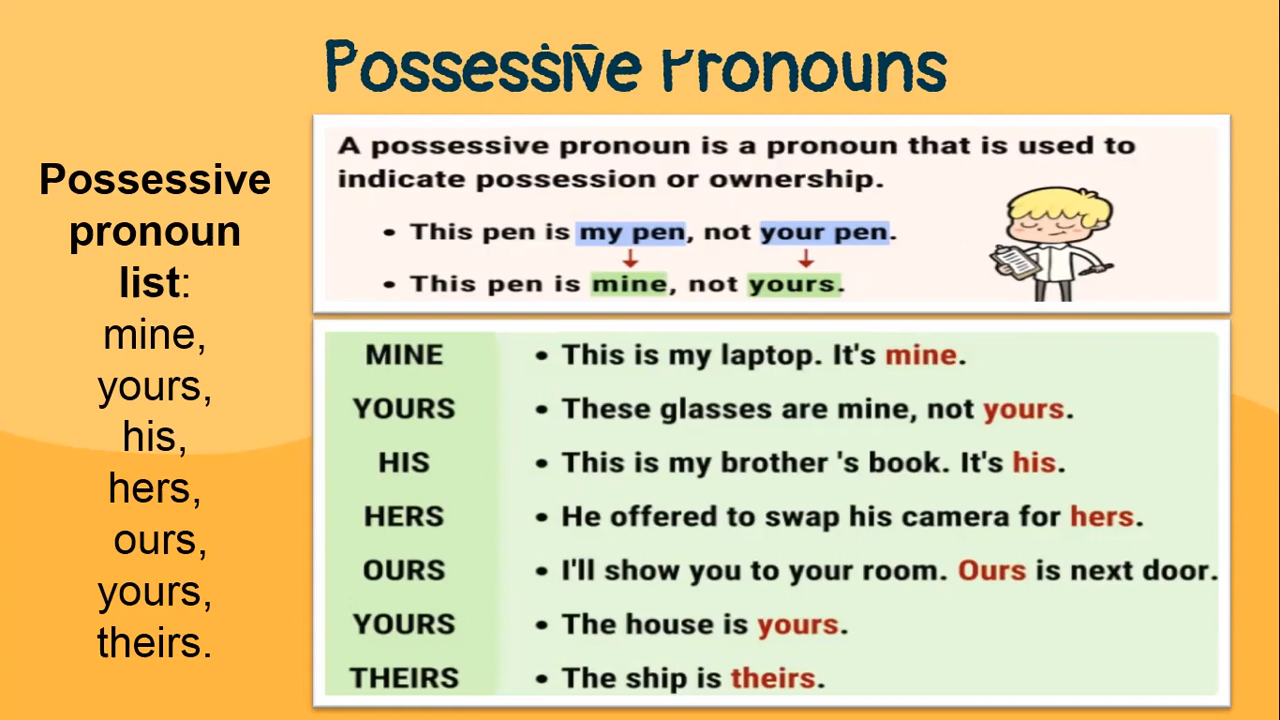 Possessive Pronouns
Possessive
pronoun
list:
mine,
yours,
his,
hers,
ours,
yours,
theirs.
A possessive pronoun is a pronoun that is used to
indicate possession or ownership.
• This pen is my pen, not your pen.
• This pen is mine, not yours.
MINE • This is my laptop. It's mine.
YOURS • These glasses are mine, not yours.
HIS • This is my brother 's book. It's his.
HERS • He offered to swap his camera for hers.
OURS • I'll show you to your room. Ours is next door.
YOURS • The house is yours.
THEIRS • The ship is theirs.